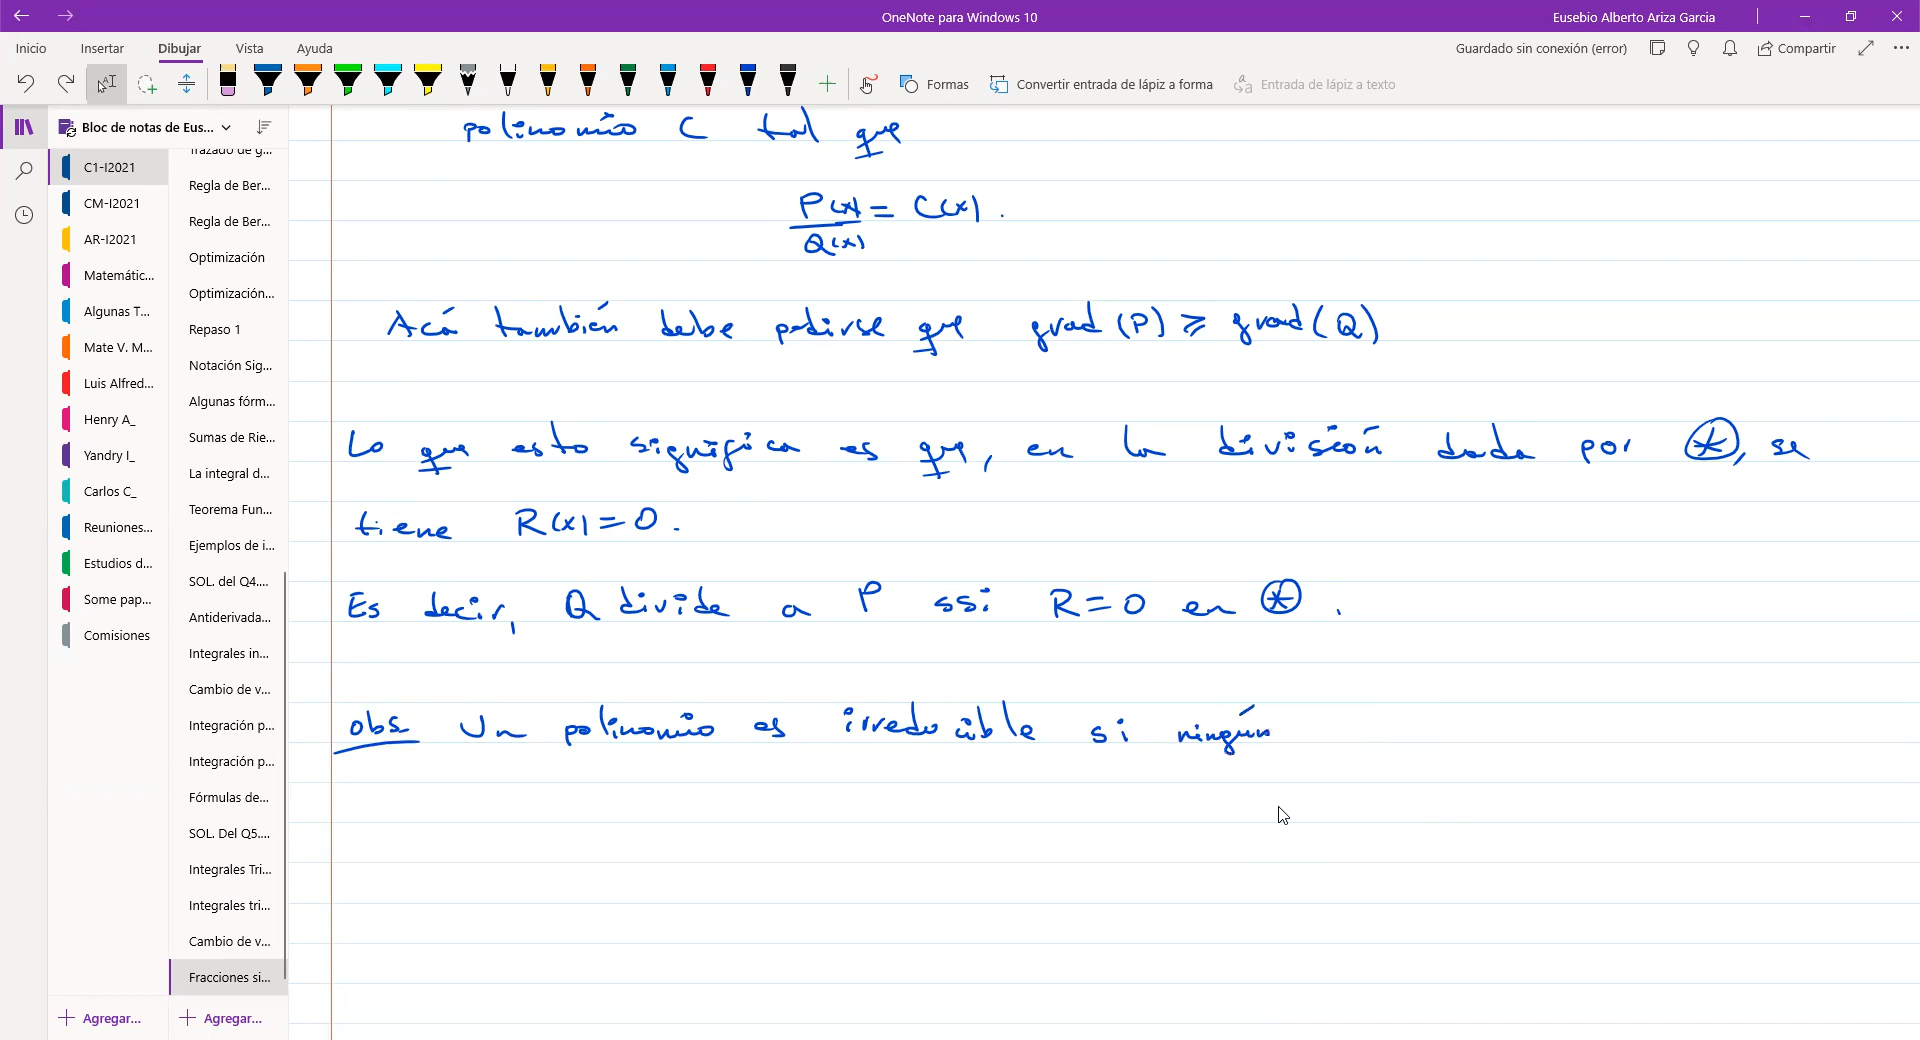 OneNote para Windows 10
Eusebio Alberto Ariza Garcia
Inicio Insertar Dibujar Vista Ayuda
Guardado sin conexión (error)
Compartir
Formas
Convertir entrada de lápiz a forma
Entrada de lápiz a texto
Bloc de notas de Eus...
C1-I2021
CM-I2021
AR-I2021
Matemátic...
Algunas T...
Mate V. M...
Luis Alfred...
Henry A_
Yandry I_
Carlos C_
Reuniones...
Estudios d...
Some pap...
Comisiones
Agregar...
Trazado de g...
Regla de Ber...
Regla de Ber...
Optimización
Optimización...
Repaso 1
Notación Sig...
Algunas fórm...
Sumas de Rie...
La integral d...
Teorema Fun...
Ejemplos de i...
SOL. del Q4....
Antiderivada...
Integrales in...
Cambio de v...
Integración p...
Integración p...
Fórmulas de...
SOL. Del Q5....
Integrales Tri...
Integrales tri...
Cambio de v...
Fracciones si...
Agregar...
polinomio C tal que
P(x)/Q(x) = C(x).
Acá también debe pedirse que grad(P) ⩾ grad(Q)
Lo que esto significa es que, en la división dada por ⊛, se
tiene R(x)=0.
Es decir, Q divide a P ssi R=0 en ⊛.
obs Un polinomio es irreducible si ningún